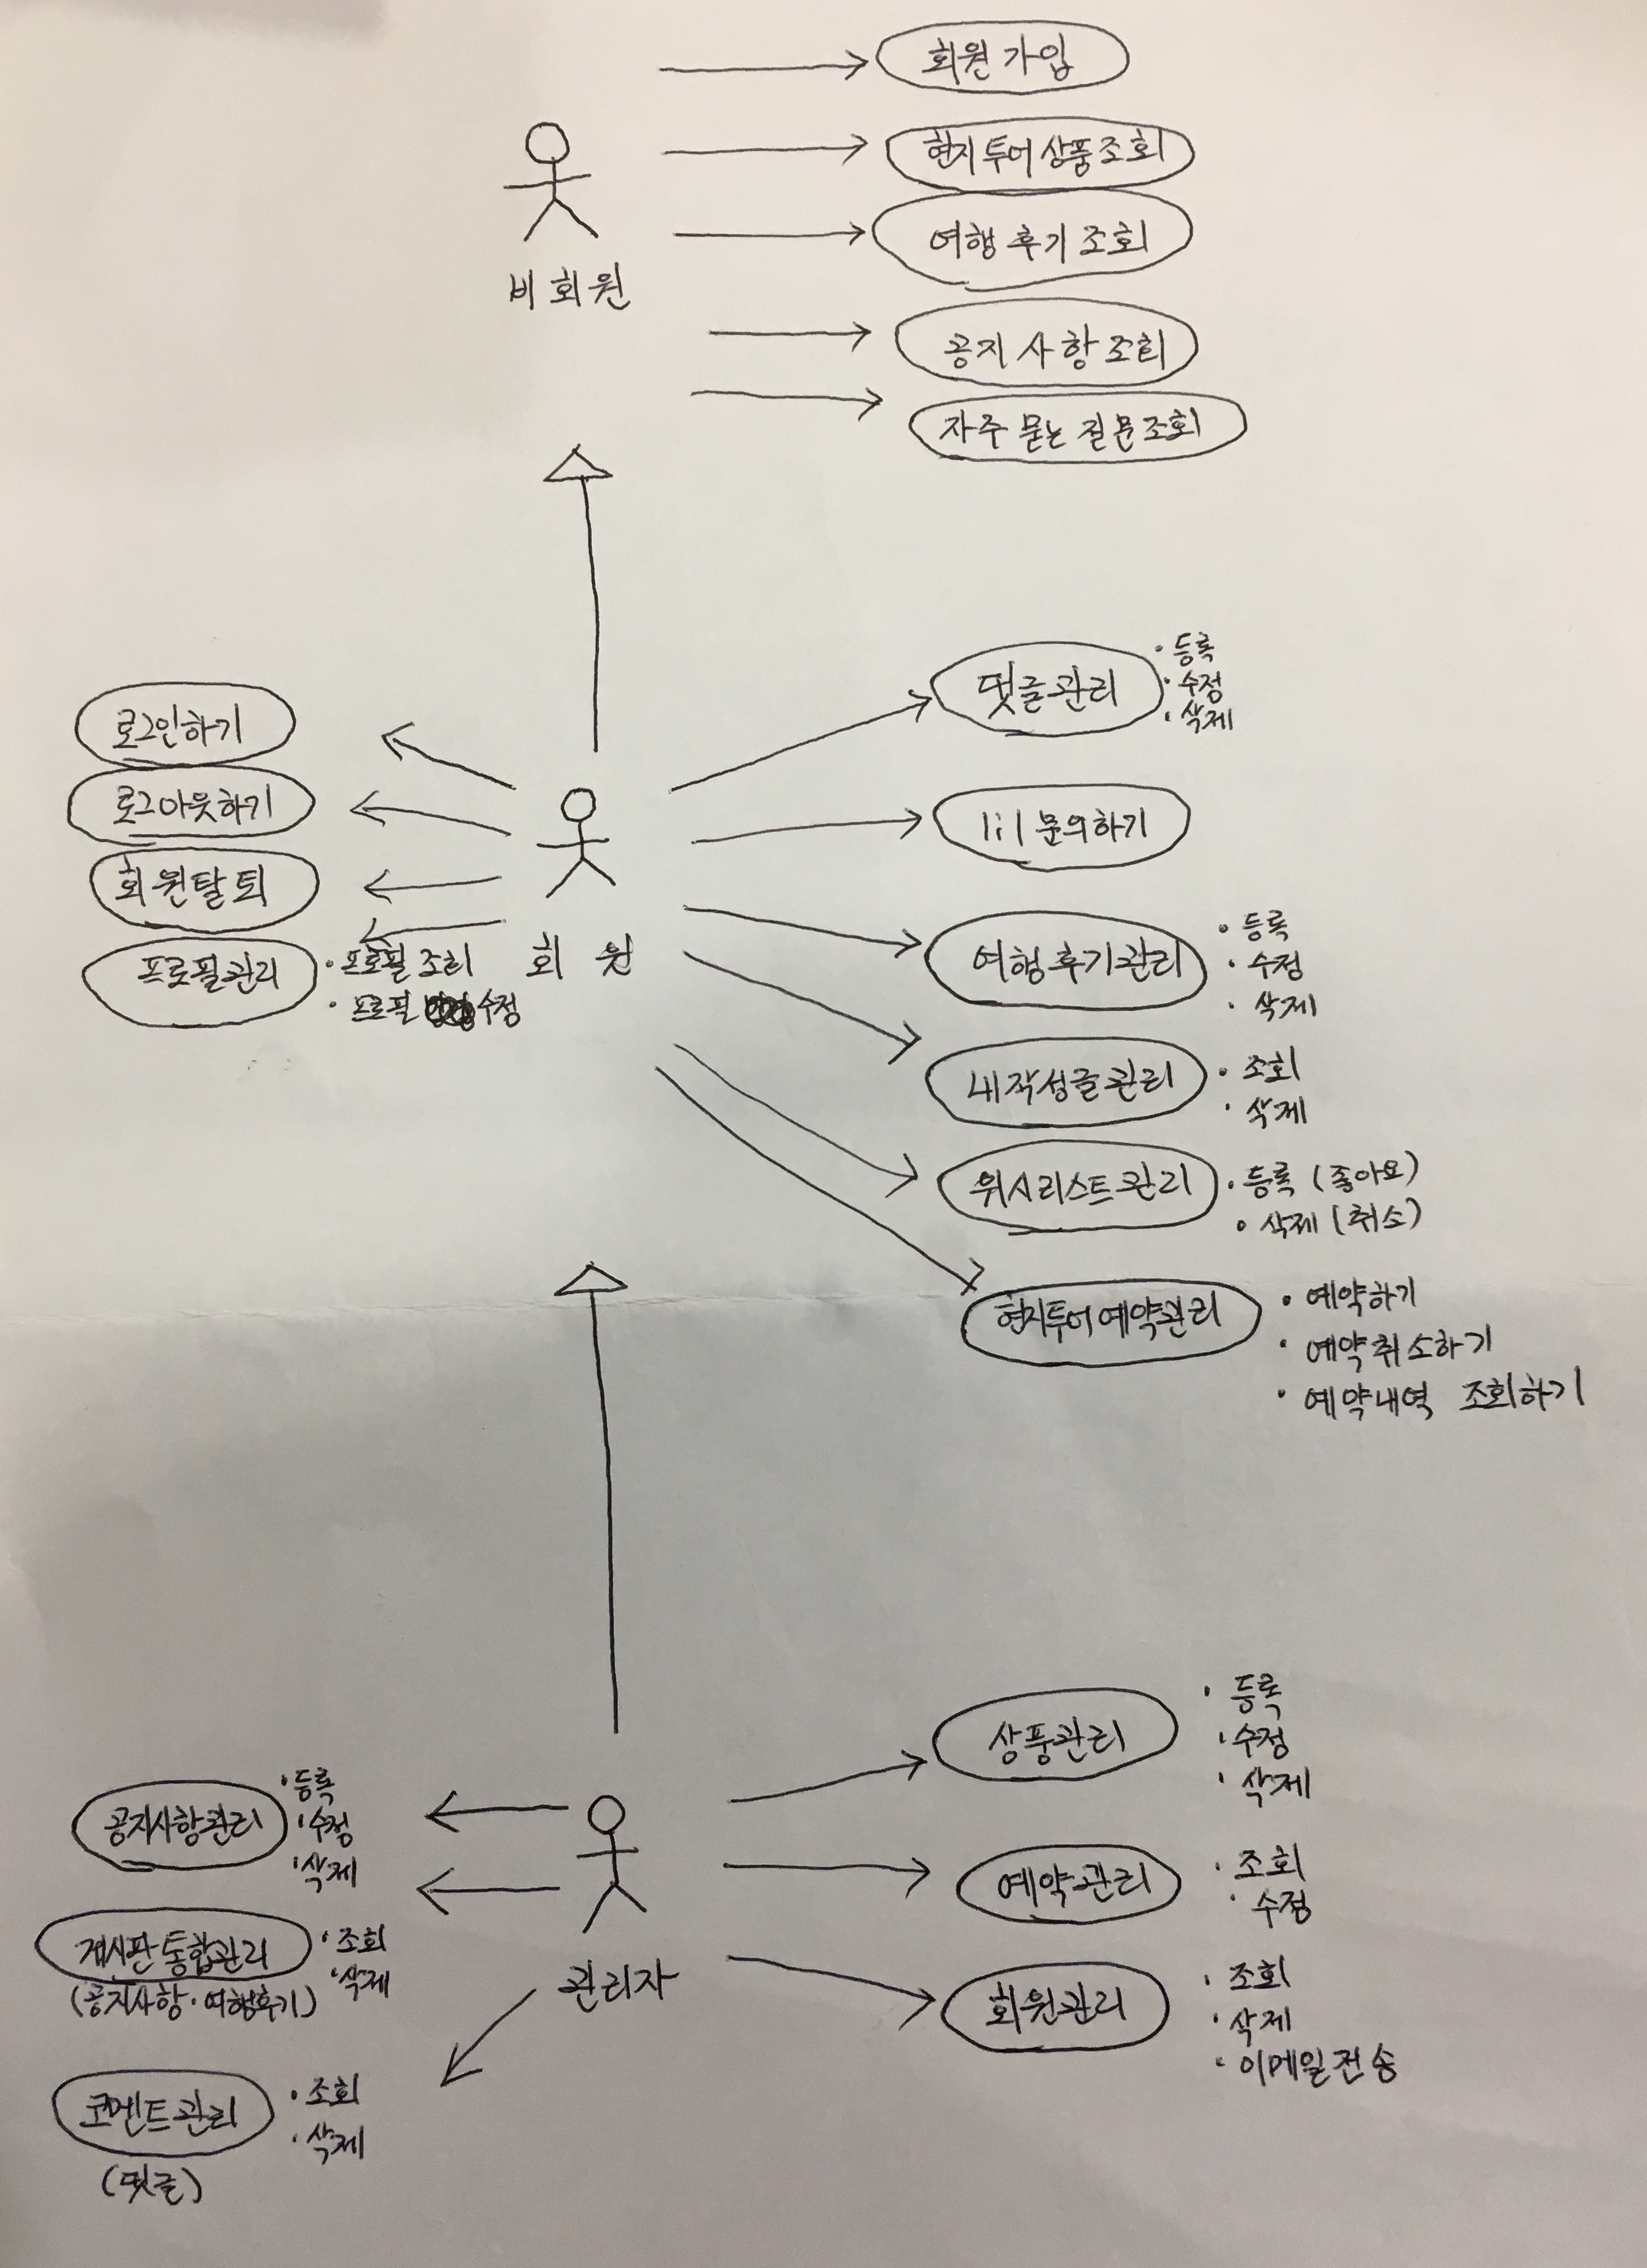 회원 가입
현지 투어 상품 조회
여행 후기 조회
비 회원
공지 사항 조회
자주 묻는 질문조회
댓글관리
· 등록
· 수정
· 삭제
로그인하기
로그아웃하기
회원탈퇴
프로필관리
· 프로필 조회
· 프로필 수정
회 원
1:1 문의하기
여행 후기관리
· 등록
· 수정
· 삭제
내작성글관리
· 조회
· 삭제
위시리스트관리
· 등록 (좋아요)
· 삭제 (취소)
현지투어 예약관리
· 예약하기
· 예약취소하기
· 예약내역 조회하기
상품관리
· 등록
· 수정
· 삭제
공지사항관리
· 등록
· 수정
· 삭제
예약관리
· 조회
· 수정
게시판 통합관리
(공지사항·여행후기)
· 조회
· 삭제
관리자
회원관리
· 조회
· 삭제
· 이메일 전송
코멘트관리
(댓글)
· 조회
· 삭제